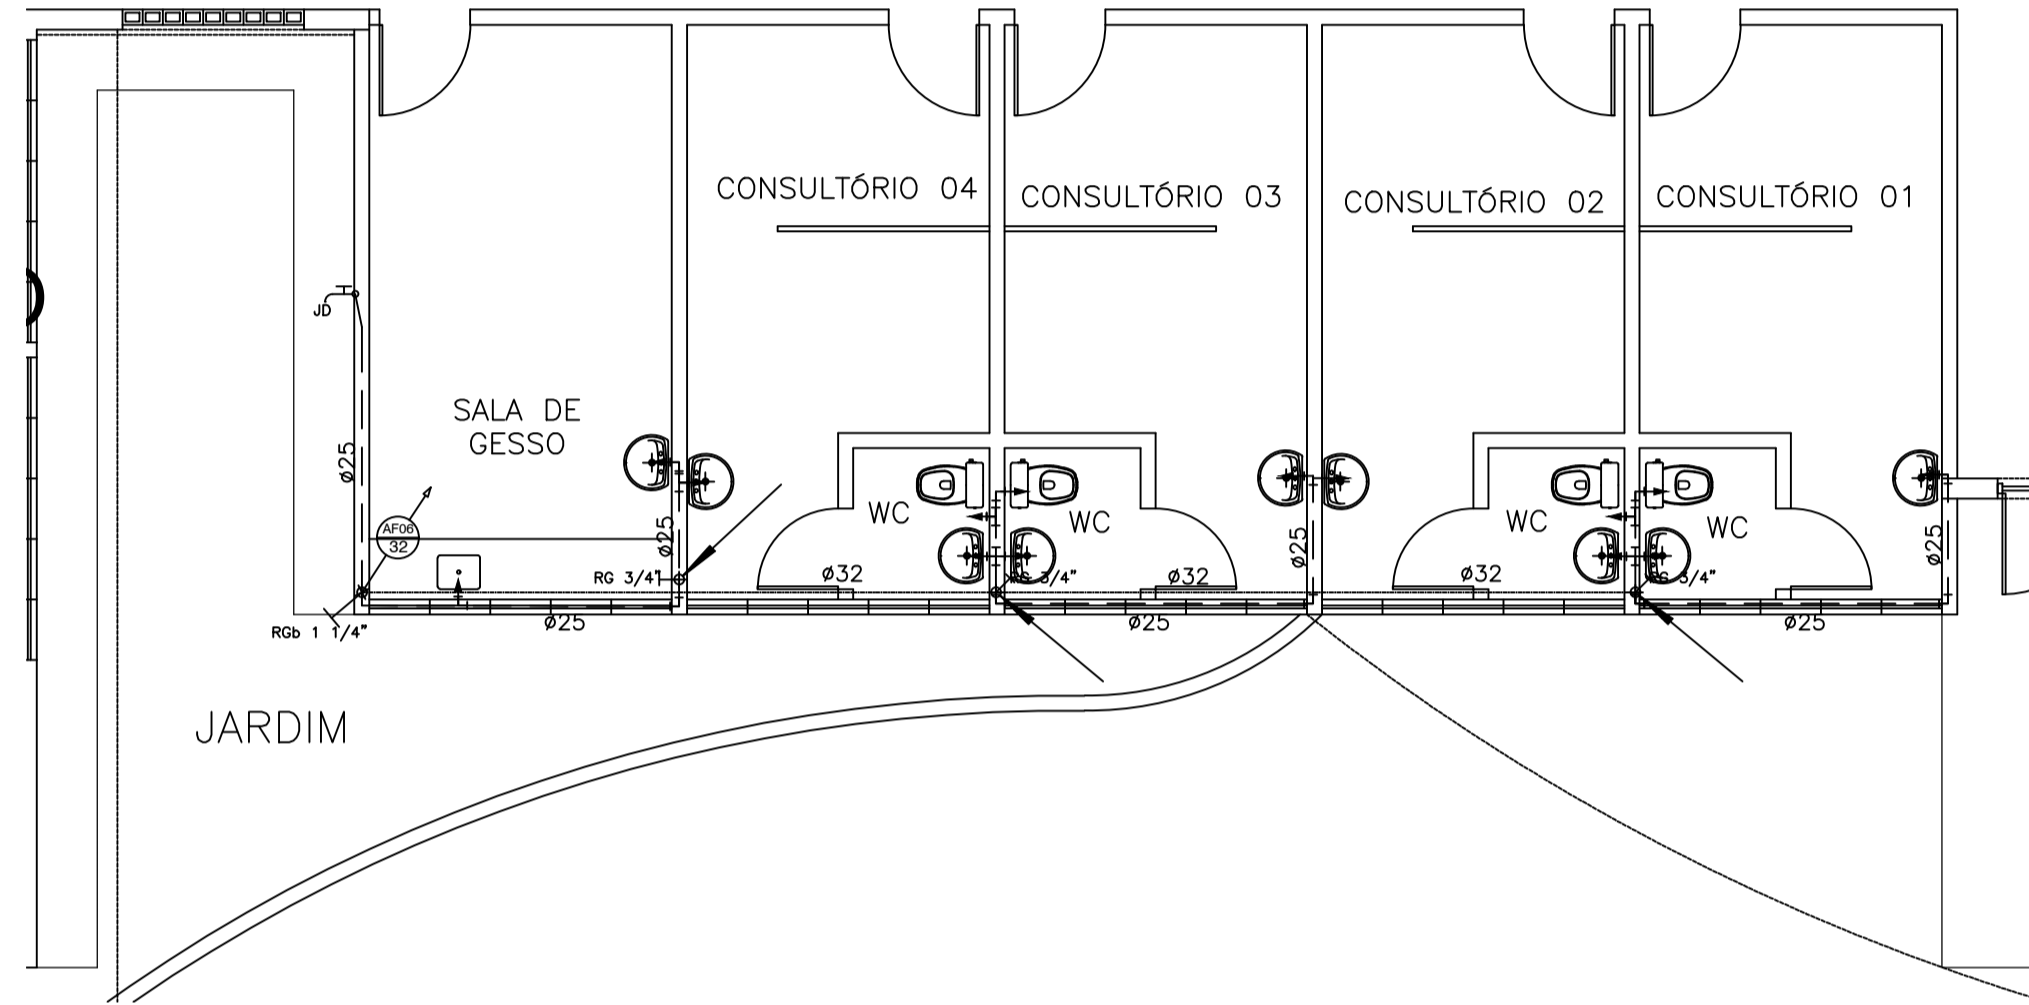 CONSULTÓRIO 04
CONSULTÓRIO 03
CONSULTÓRIO 02
CONSULTÓRIO 01
JD
SALA DE
GESSO
ø25
AF06
32
ø25
RG 3/4"
WC
WC
ø32
3/4"
ø32
ø25
WC
WC
ø32
3/4"
ø25
RGb 1 1/4"
ø25
ø25
ø25
JARDIM